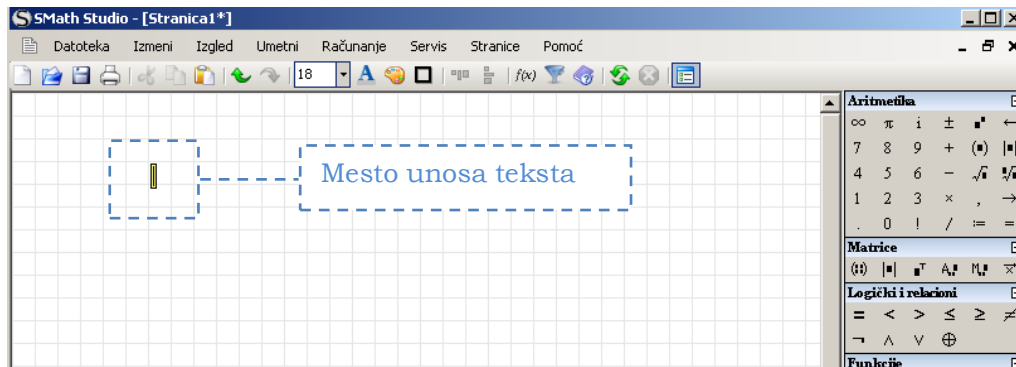 SMath Studio - [Stranica1*]
Datoteka Izmeni Izgled Umetni Računanje Servis Stranice Pomoć
18 A f(x)
Mesto unosa teksta
Aritmetika
∞ π i ± ←
7 8 9 + (▪) |▪|
4 5 6 − √▪
1 2 3 × , →
. 0 ! / := =
Matrice
|▪| ▪ᵀ
Logički i relacioni
= < > ≤ ≥ ≠
¬ ∧ ∨ ⊕
Funkcije